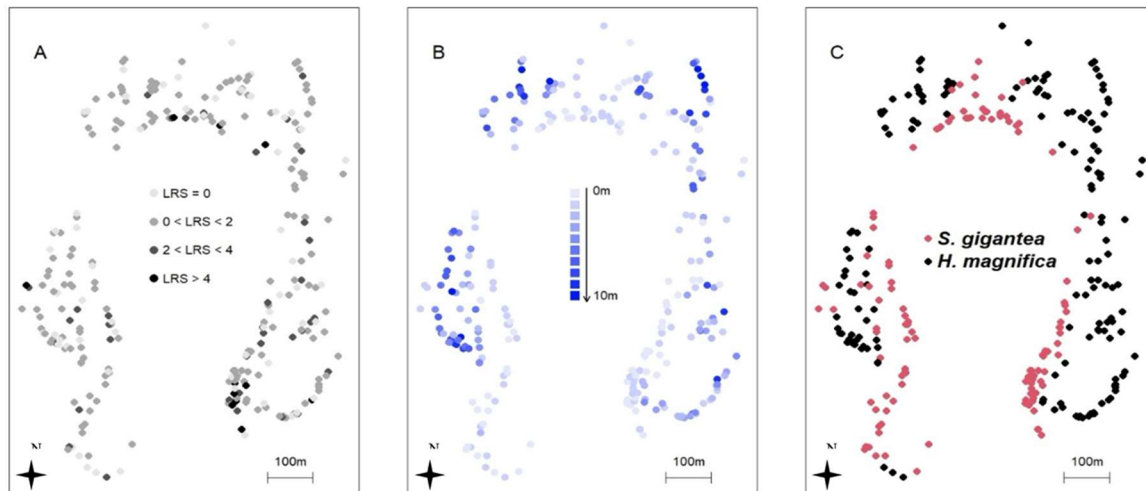 A
LRS = 0
0 < LRS < 2
2 < LRS < 4
LRS > 4
100m
B
0m
10m
100m
C
S. gigantea
H. magnifica
100m